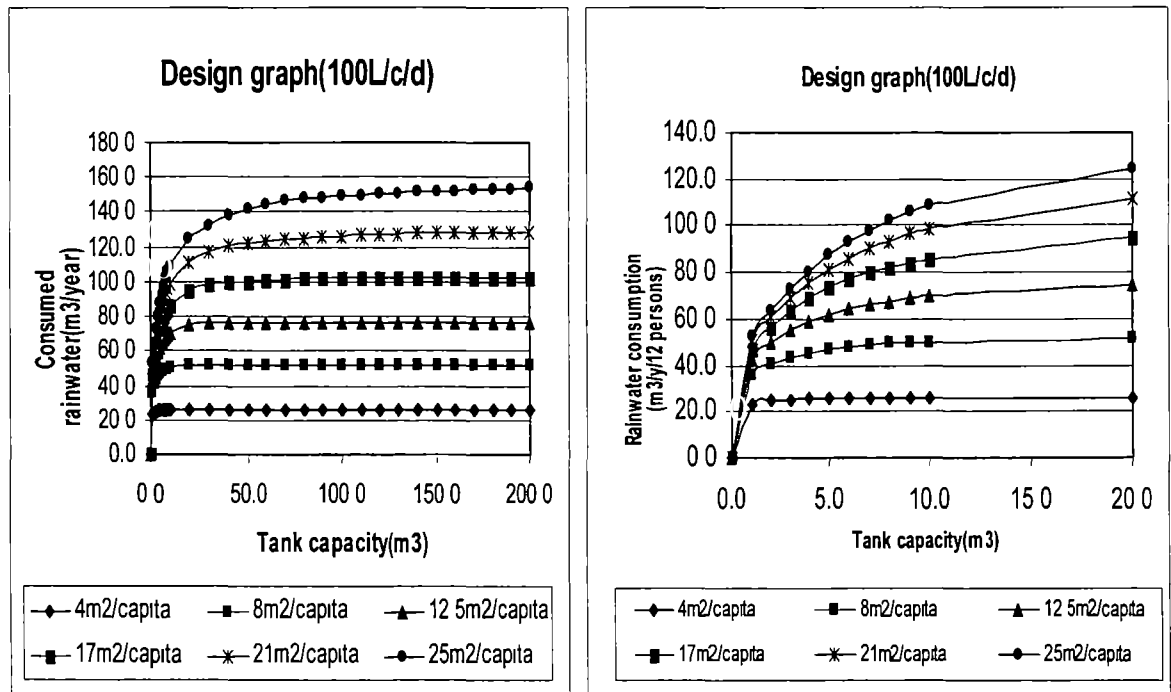 Design graph(100L/c/d)
Consumed
rainwater(m3/year)
180 0
160 0
140 0
120.0
100 0
80 0
60 0
40 0
20 0
0.0
0 0
50.0
100 0
150 0
200 0
Tank capacity(m3)
4m2/capita
8m2/capita
12 5m2/capita
17m2/capita
21m2/capita
25m2/capita
Design graph(100L/c/d)
Rainwater consumption
(m3/y/12 persons)
140.0
120.0
100.0
80.0
60.0
40.0
20.0
0 0
0.0
5.0
10.0
15 0
20 0
Tank capacity(m3)
4m2/capita
8m2/capita
12 5m2/capita
17m2/capita
21m2/capita
25m2/capita